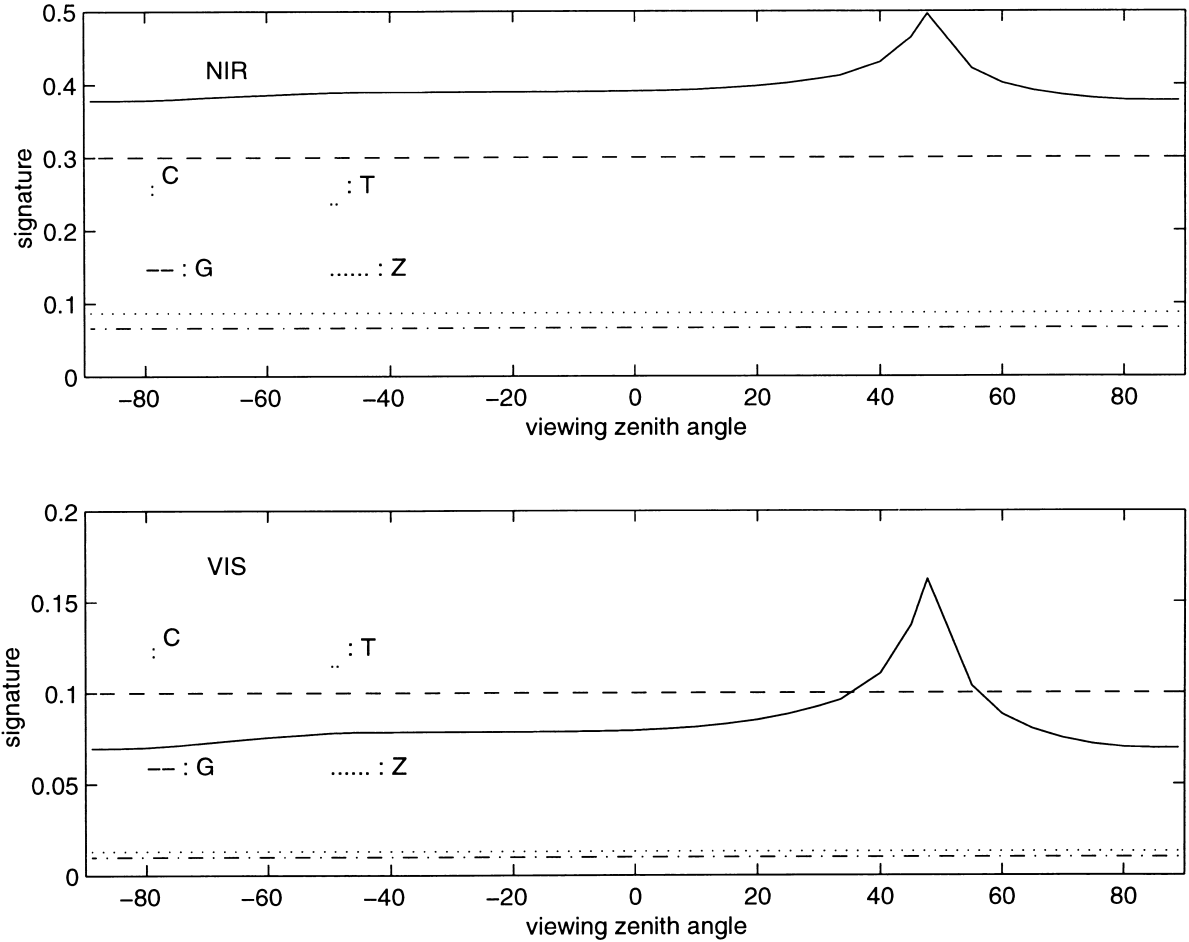 0.5
NIR
0.4
0.3
C
: T
0.2
: G
: Z
0.1
0
signature
−80 −60 −40 −20 0 20 40 60 80
viewing zenith angle
0.2
VIS
0.15
C
: T
0.1
: G
: Z
0.05
0
signature
−80 −60 −40 −20 0 20 40 60 80
viewing zenith angle